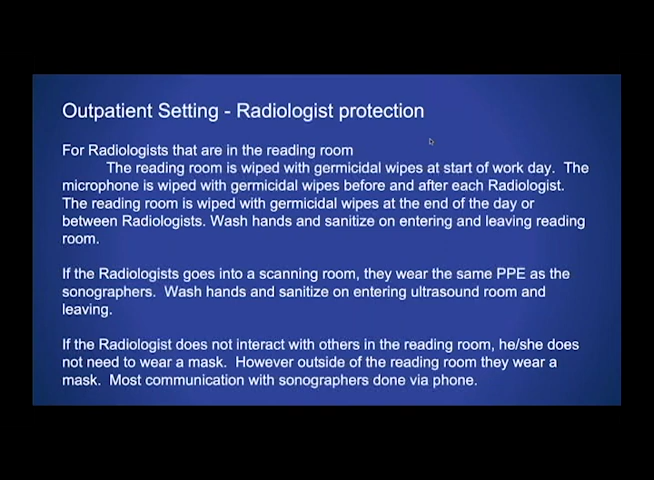 Outpatient Setting - Radiologist protection
For Radiologists that are in the reading room
The reading room is wiped with germicidal wipes at start of work day. The
microphone is wiped with germicidal wipes before and after each Radiologist.
The reading room is wiped with germicidal wipes at the end of the day or
between Radiologists. Wash hands and sanitize on entering and leaving reading
room.
If the Radiologists goes into a scanning room, they wear the same PPE as the
sonographers. Wash hands and sanitize on entering ultrasound room and
leaving.
If the Radiologist does not interact with others in the reading room, he/she does
not need to wear a mask. However outside of the reading room they wear a
mask. Most communication with sonographers done via phone.